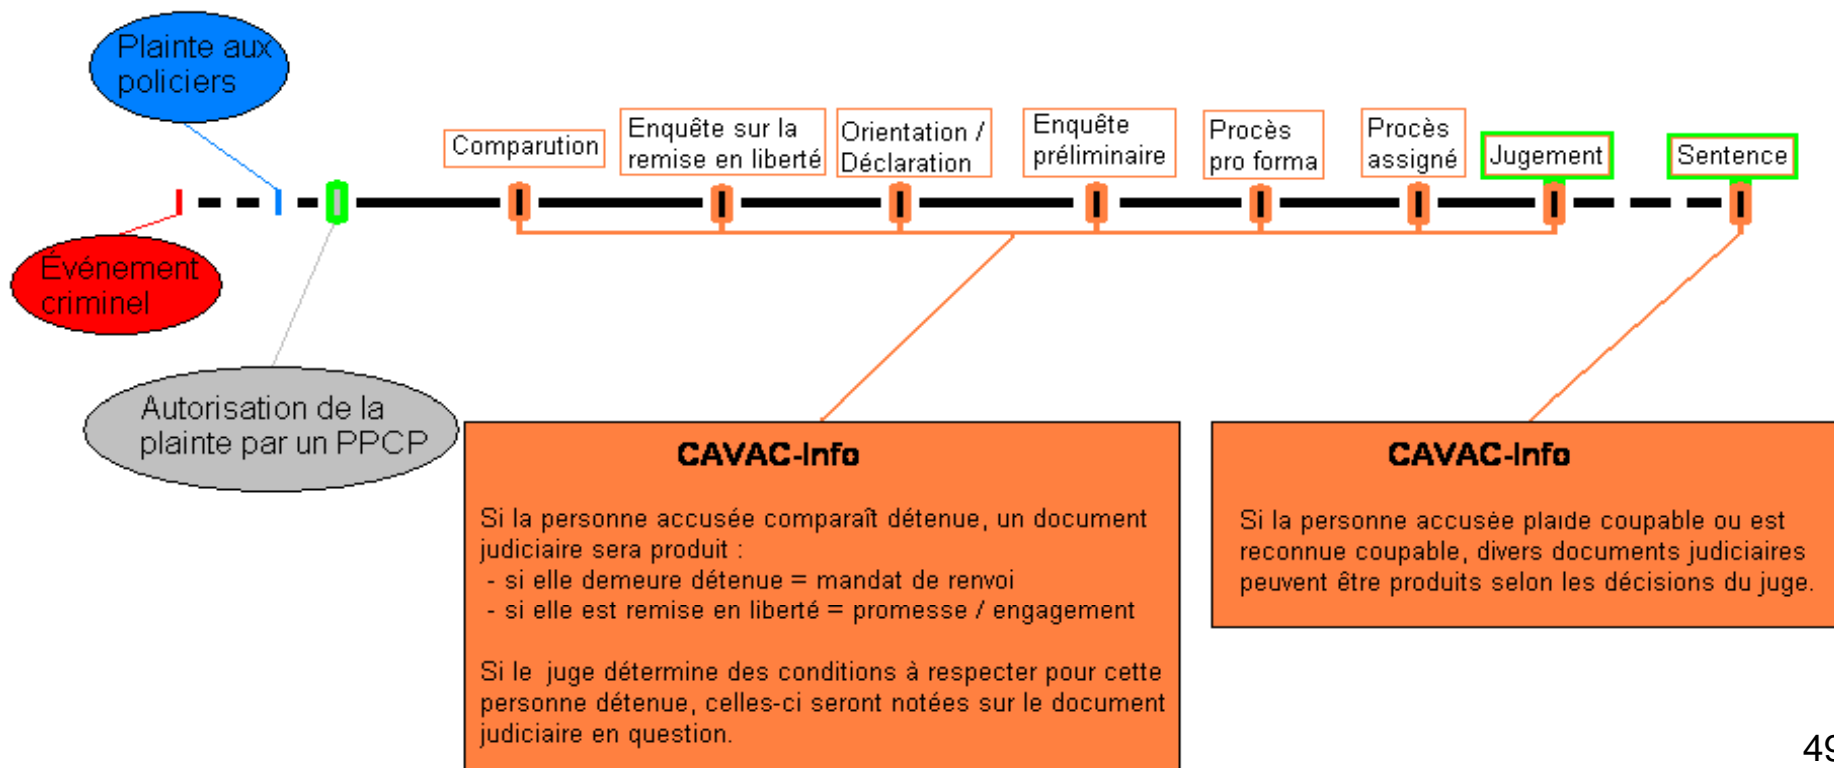 Plainte aux
policiers
Comparution
Enquête sur la
remise en liberté
Orientation /
Déclaration
Enquête
préliminaire
Procès
pro forma
Procès
assigné
Jugement
Sentence
Événement
criminel
Autorisation de la
plainte par un PPCP
CAVAC-Info
Si la personne accusée comparaît détenue, un document
judiciaire sera produit :
- si elle demeure détenue = mandat de renvoi
- si elle est remise en liberté = promesse / engagement
Si le juge détermine des conditions à respecter pour cette
personne détenue, celles-ci seront notées sur le document
judiciaire en question.
CAVAC-Info
Si la personne accusée plaide coupable ou est
reconnue coupable, divers documents judiciaires
peuvent être produits selon les décisions du juge.
49